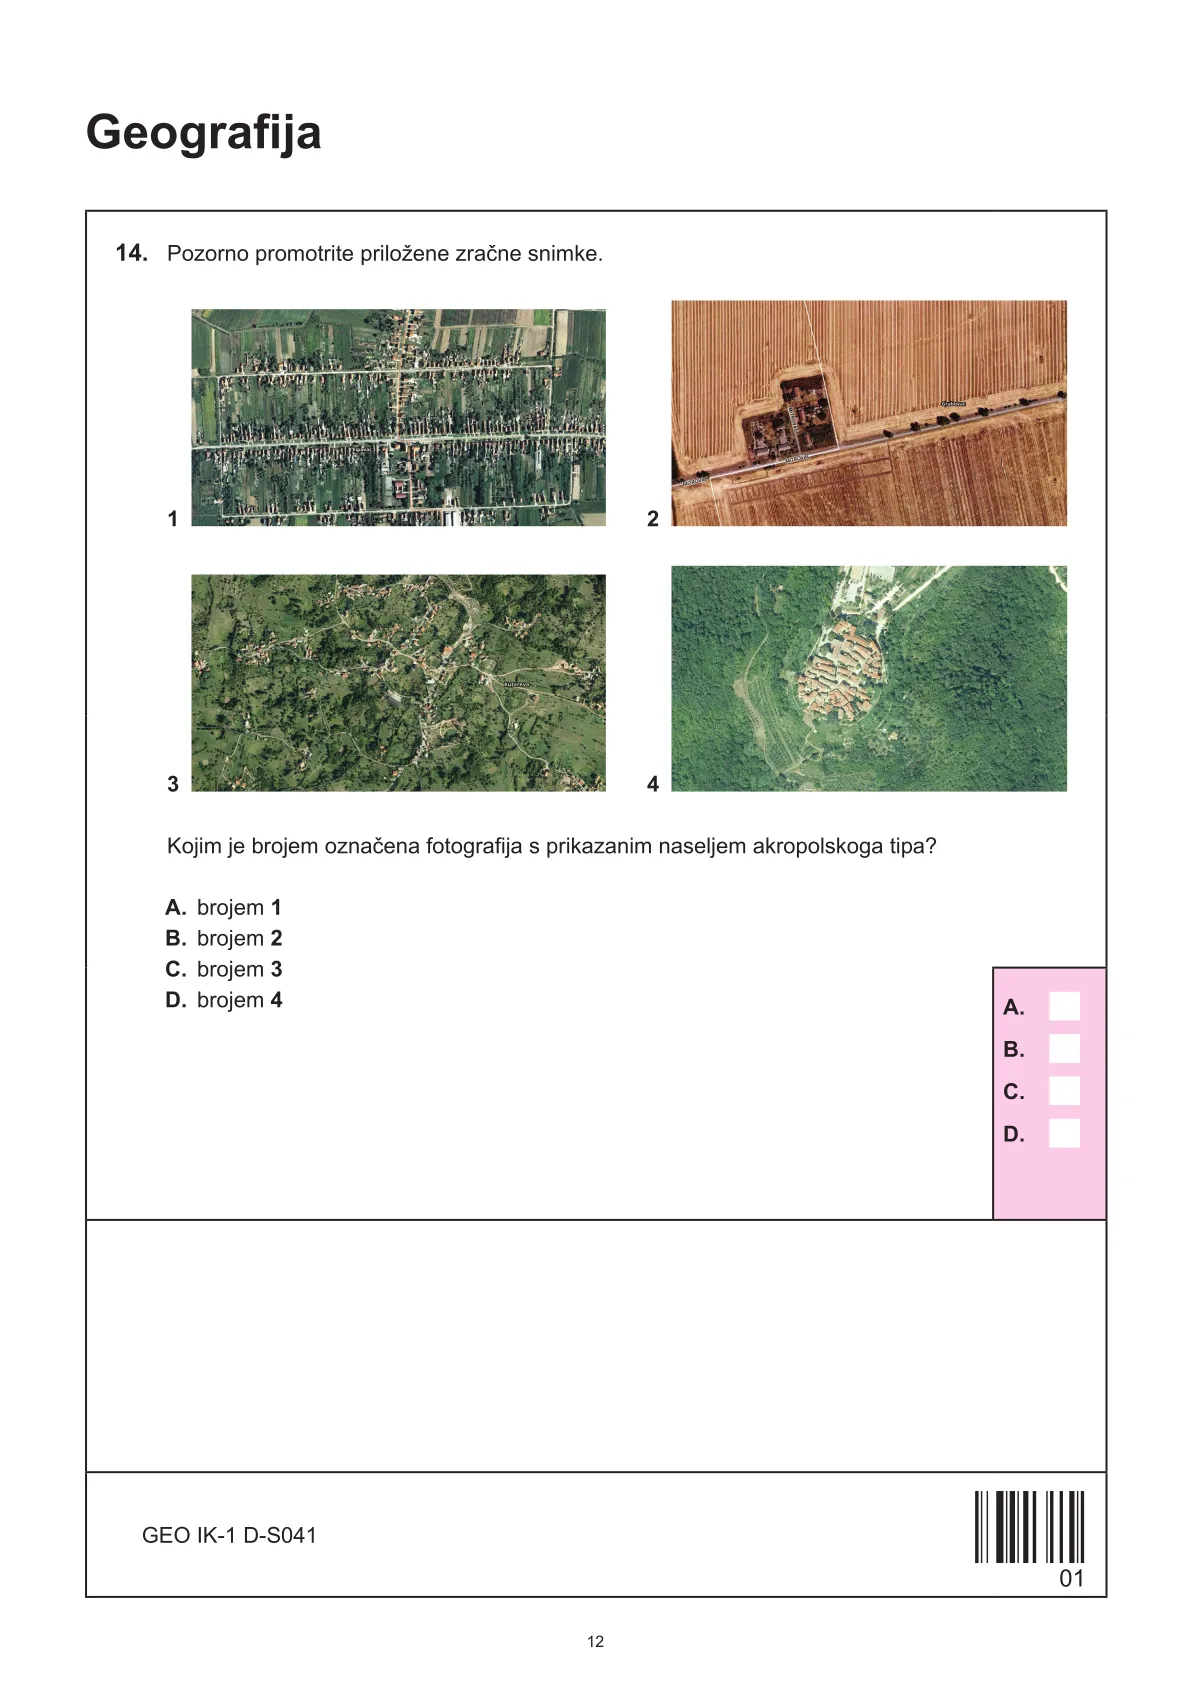 Geografija
14. Pozorno promotrite priložene zračne snimke.
1
2
3
4
Kuterevo
Kojim je brojem označena fotografija s prikazanim naseljem akropolskoga tipa?
A. brojem 1
B. brojem 2
C. brojem 3
D. brojem 4
A.
B.
C.
D.
GEO IK-1 D-S041
01
12